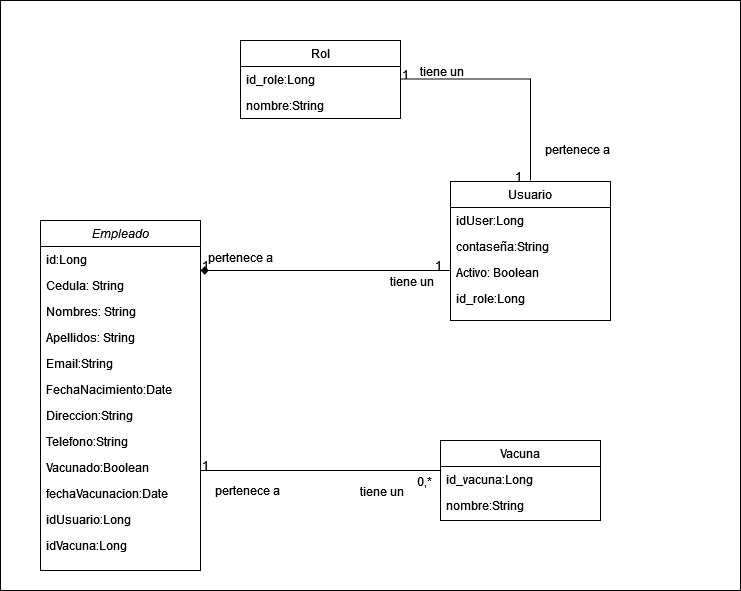 Rol
id_role:Long
nombre:String
1
tiene un
pertenece a
1
Usuario
idUser:Long
contaseña:String
Activo: Boolean
id_role:Long
Empleado
id:Long
Cedula: String
Nombres: String
Apellidos: String
Email:String
FechaNacimiento:Date
Direccion:String
Telefono:String
Vacunado:Boolean
fechaVacunacion:Date
idUsuario:Long
idVacuna:Long
1
pertenece a
1
tiene un
1
pertenece a
tiene un
0,*
Vacuna
id_vacuna:Long
nombre:String